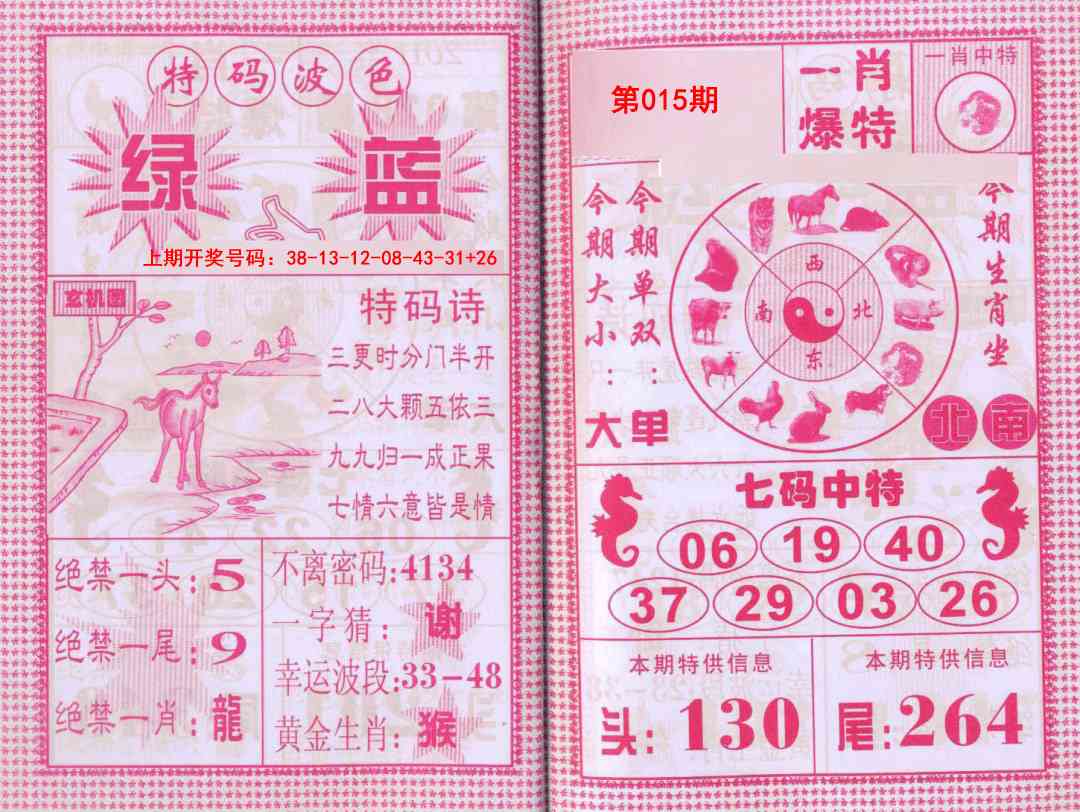 特码波色
绿 蓝
上期开奖号码：38-13-12-08-43-31+26
玄机图
特码诗
三更时分门半开
二八大颗五依三
九九归一成正果
七情六意皆是情
绝禁一头:5
绝禁一尾:9
绝禁一肖:龍
不离密码:4134
一字猜：谢
幸运波段:33-48
黄金生肖:猴
第015期
一肖
爆特
一肖中特
今期大小：大
今期单双：单
西
南 北
东
今期生肖坐
北 南
七码中特
06 19 40
37 29 03 26
本期特供信息
头:130
本期特供信息
尾:264